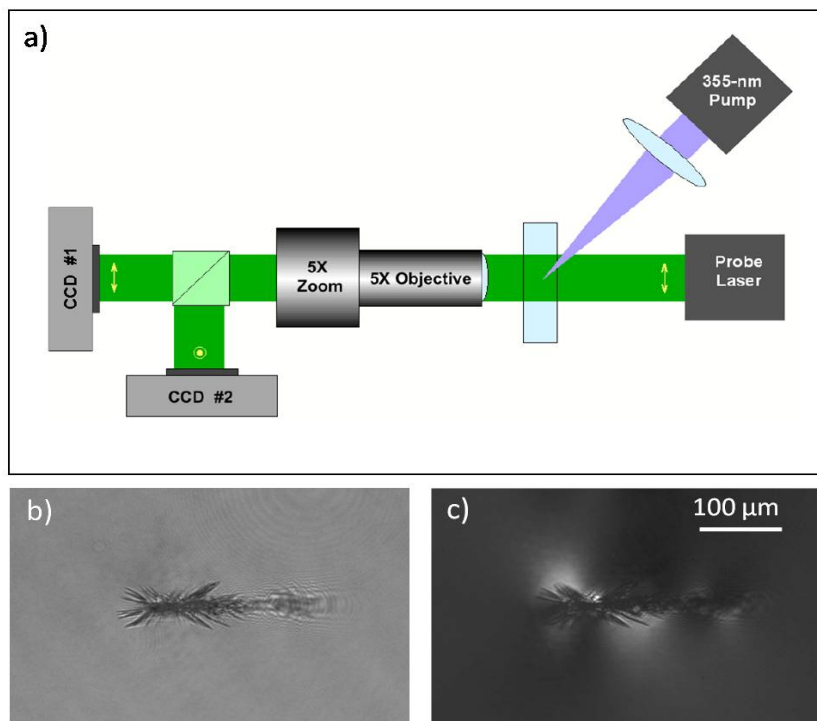 a)
355-nm
Pump
CCD #1
5X
Zoom
5X Objective
Probe
Laser
CCD #2
b)
c)
100 µm